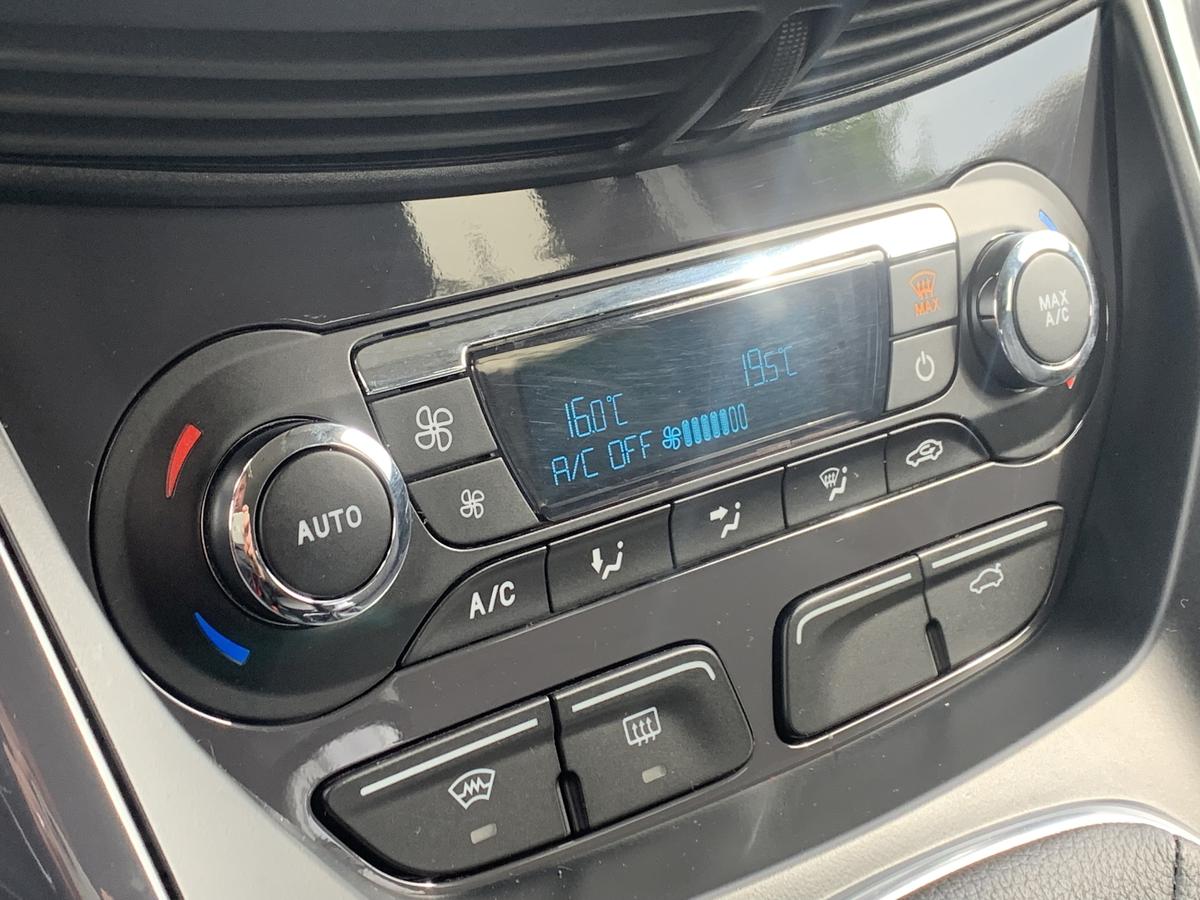 16.0°C
19.5°C
A/C OFF
MAX
MAX
A/C
AUTO
A/C